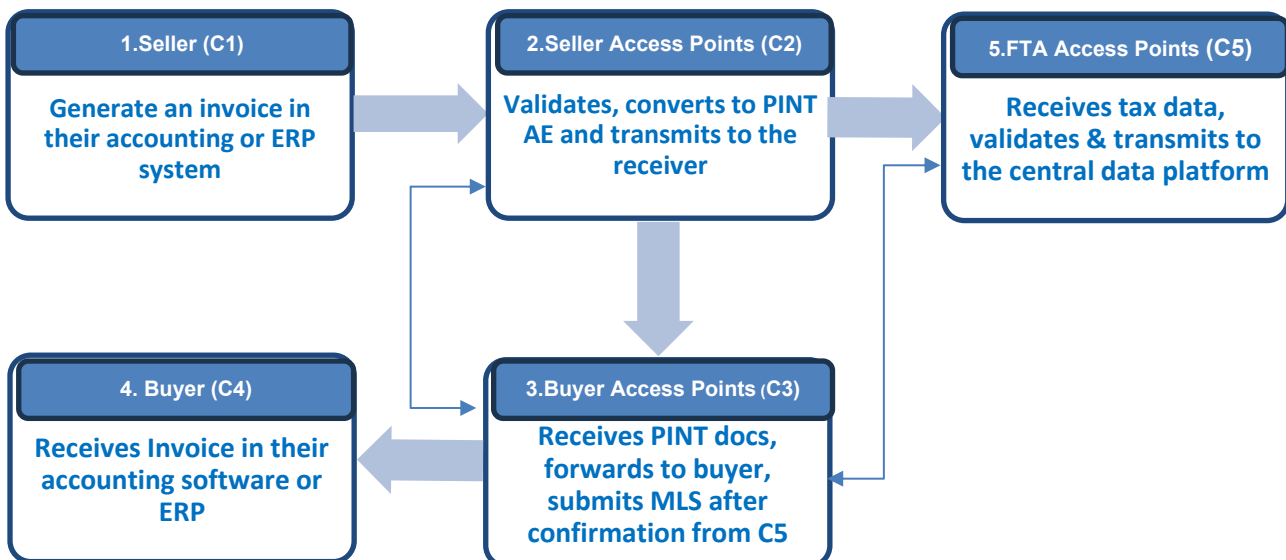 1.Seller (C1)
Generate an invoice in
their accounting or ERP
system
2.Seller Access Points (C2)
Validates, converts to PINT
AE and transmits to the
receiver
5.FTA Access Points (C5)
Receives tax data,
validates & transmits to
the central data platform
4. Buyer (C4)
Receives Invoice in their
accounting software or
ERP
3.Buyer Access Points (C3)
Receives PINT docs,
forwards to buyer,
submits MLS after
confirmation from C5